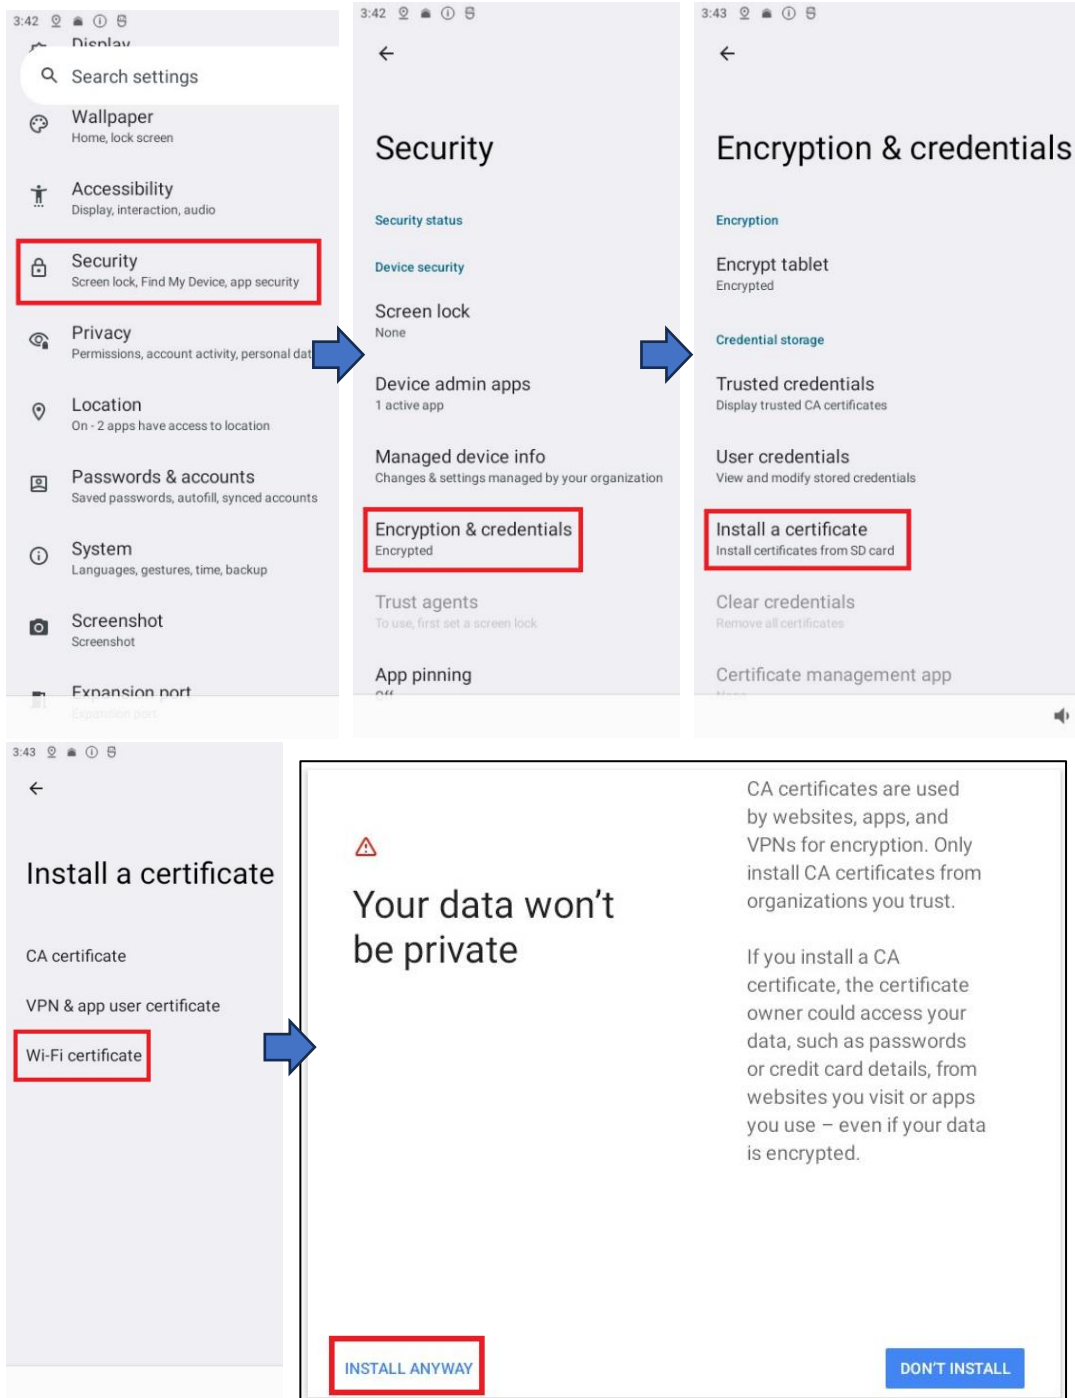 3:42
Display
Search settings
Wallpaper
Home, lock screen
Accessibility
Display, interaction, audio
Security
Screen lock, Find My Device, app security
Privacy
Permissions, account activity, personal dat
Location
On - 2 apps have access to location
Passwords & accounts
Saved passwords, autofill, synced accounts
System
Languages, gestures, time, backup
Screenshot
Screenshot
Expansion port
Expansion port
3:42
Security
Security status
Device security
Screen lock
None
Device admin apps
1 active app
Managed device info
Changes & settings managed by your organization
Encryption & credentials
Encrypted
Trust agents
To use, first set a screen lock
App pinning
Off
3:43
Encryption & credentials
Encryption
Encrypt tablet
Encrypted
Credential storage
Trusted credentials
Display trusted CA certificates
User credentials
View and modify stored credentials
Install a certificate
Install certificates from SD card
Clear credentials
Remove all certificates
Certificate management app
None
3:43
Install a certificate
CA certificate
VPN & app user certificate
Wi-Fi certificate
Your data won't
be private
CA certificates are used
by websites, apps, and
VPNs for encryption. Only
install CA certificates from
organizations you trust.
If you install a CA
certificate, the certificate
owner could access your
data, such as passwords
or credit card details, from
websites you visit or apps
you use – even if your data
is encrypted.
INSTALL ANYWAY
DON'T INSTALL